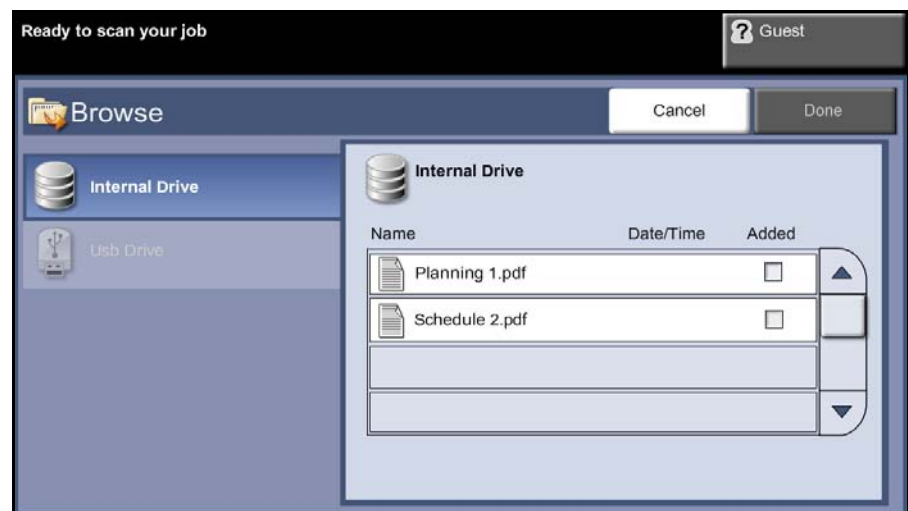 Ready to scan your job
Guest
Browse
Cancel
Done
Internal Drive
Usb Drive
Internal Drive
Name Date/Time Added
Planning 1.pdf
Schedule 2.pdf